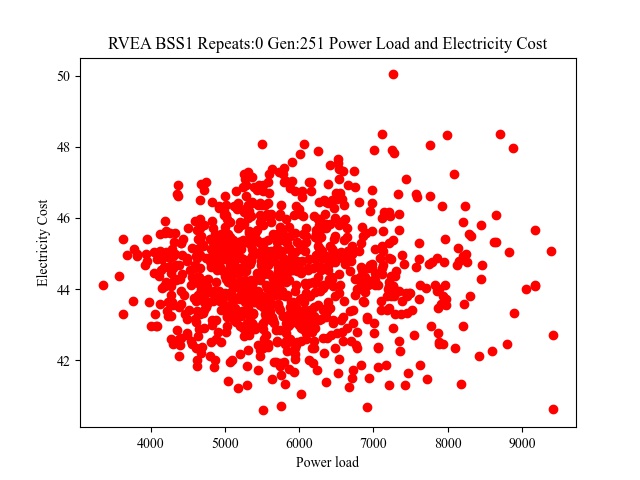 RVEA BSS1 Repeats:0 Gen:251 Power Load and Electricity Cost
50
48
46
44
42
Electricity Cost
4000 5000 6000 7000 8000 9000
Power load